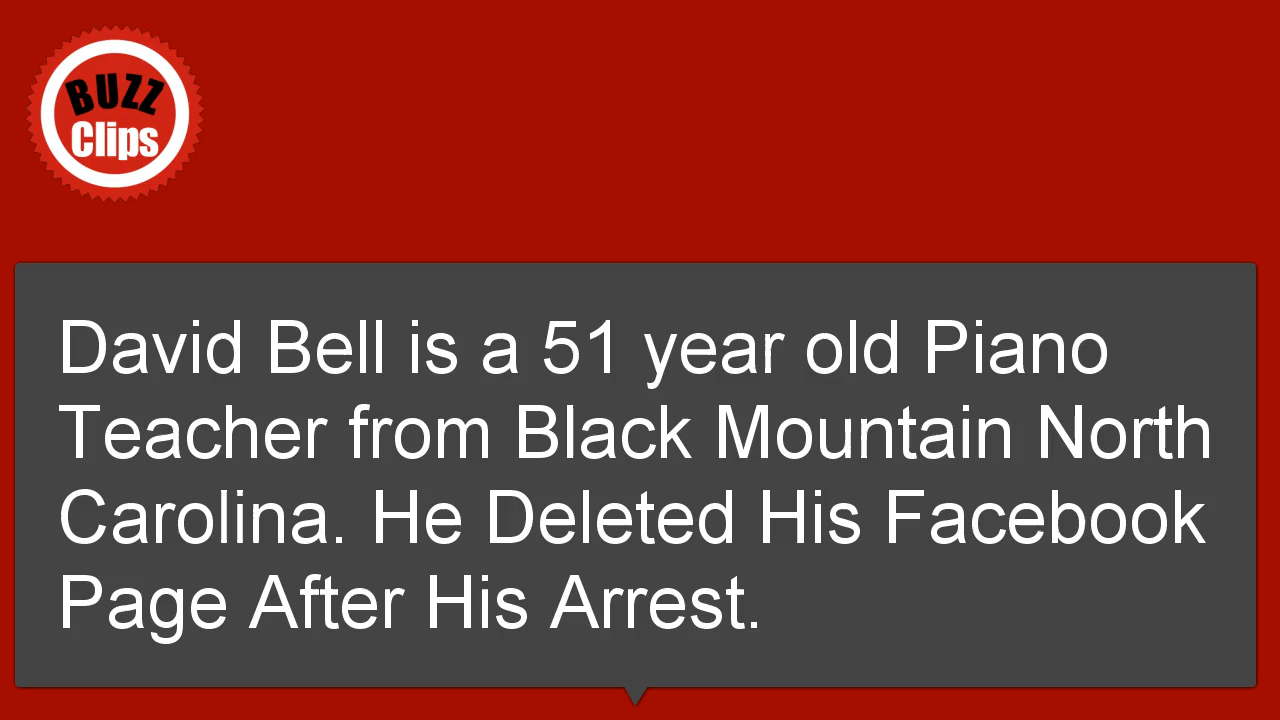 BUZZ
Clips
David Bell is a 51 year old Piano
Teacher from Black Mountain North
Carolina. He Deleted His Facebook
Page After His Arrest.